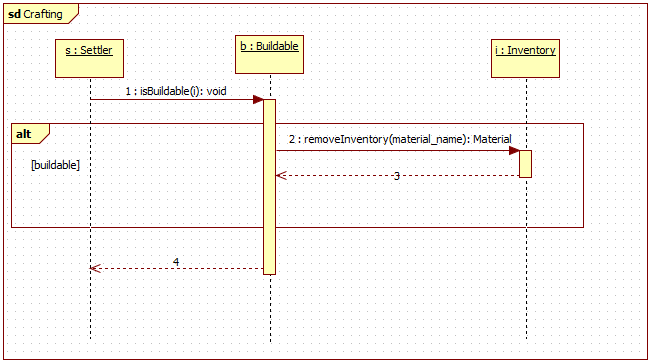 sd Crafting
s : Settler
b : Buildable
i : Inventory
1 : isBuildable(i): void
alt
2 : removeInventory(material_name): Material
[buildable]
3
4